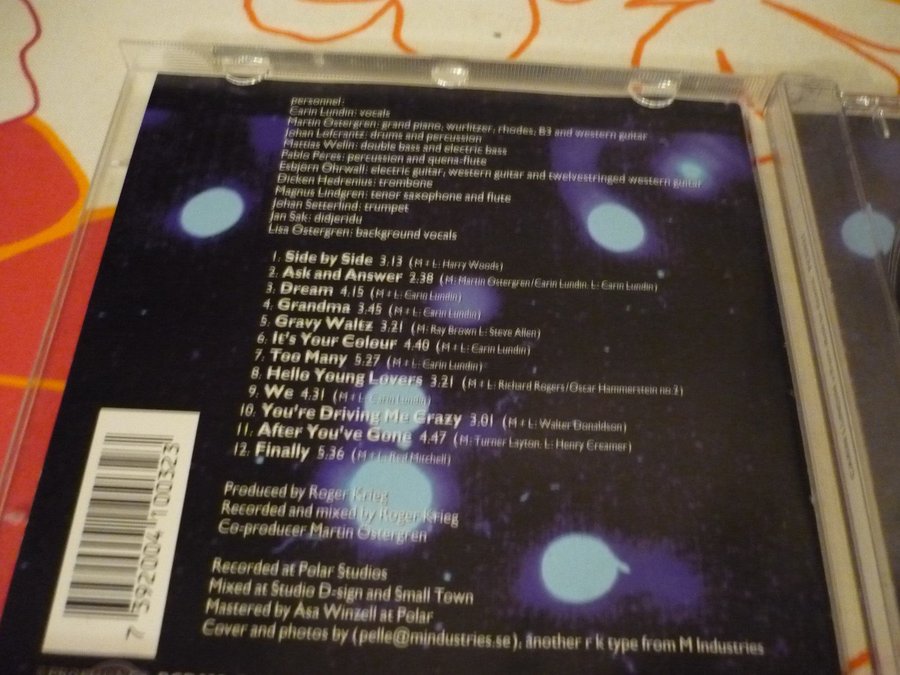 personnel:
Carin Lundin: vocals
Martin Östergren: grand piano, wurlitzer, rhodes, B3 and western guitar
Johan Löfcrantz: drums and percussion
Mattias Welin: double bass and electric bass
Pablo Peres: percussion and quena-flute
Esbjörn Öhrwall: electric guitar, western guitar and twelvestringed western guitar
Dicken Hedrenius: trombone
Magnus Lindgren: tenor saxophone and flute
Johan Setterlind: trumpet
Jan Sak: didjeridu
Lisa Östergren: background vocals
1. Side by Side 3.13 (M + L: Harry Woods)
2. Ask and Answer 2.38 (M: Martin Östergren/Carin Lundin. L: Carin Lundin)
3. Dream 4.15 (M + L: Carin Lundin)
4. Grandma 3.45 (M + L: Carin Lundin)
5. Gravy Waltz 3.21 (M: Ray Brown L: Steve Allen)
6. It's Your Colour 4.40 (M + L: Carin Lundin)
7. Too Many 5.27 (M + L: Carin Lundin)
8. Hello Young Lovers 3.21 (M + L: Richard Rogers/Oscar Hammerstein no.2)
9. We 4.31 (M + L: Carin Lundin)
10. You're Driving Me Crazy 3.01 (M + L: Walter Donaldson)
11. After You've Gone 4.47 (M: Turner Layton. L: Henry Creamer)
12. Finally 5.36 (M + L: Red Mitchell)
Produced by Roger Krieg
Recorded and mixed by Roger Krieg
Co-producer Martin Östergren
Recorded at Polar Studios
Mixed at Studio D-sign and Small Town
Mastered by Åsa Winzell at Polar
Cover and photos by (pelle@mindustries.se), another r k type from M Industries
7 392004 100323